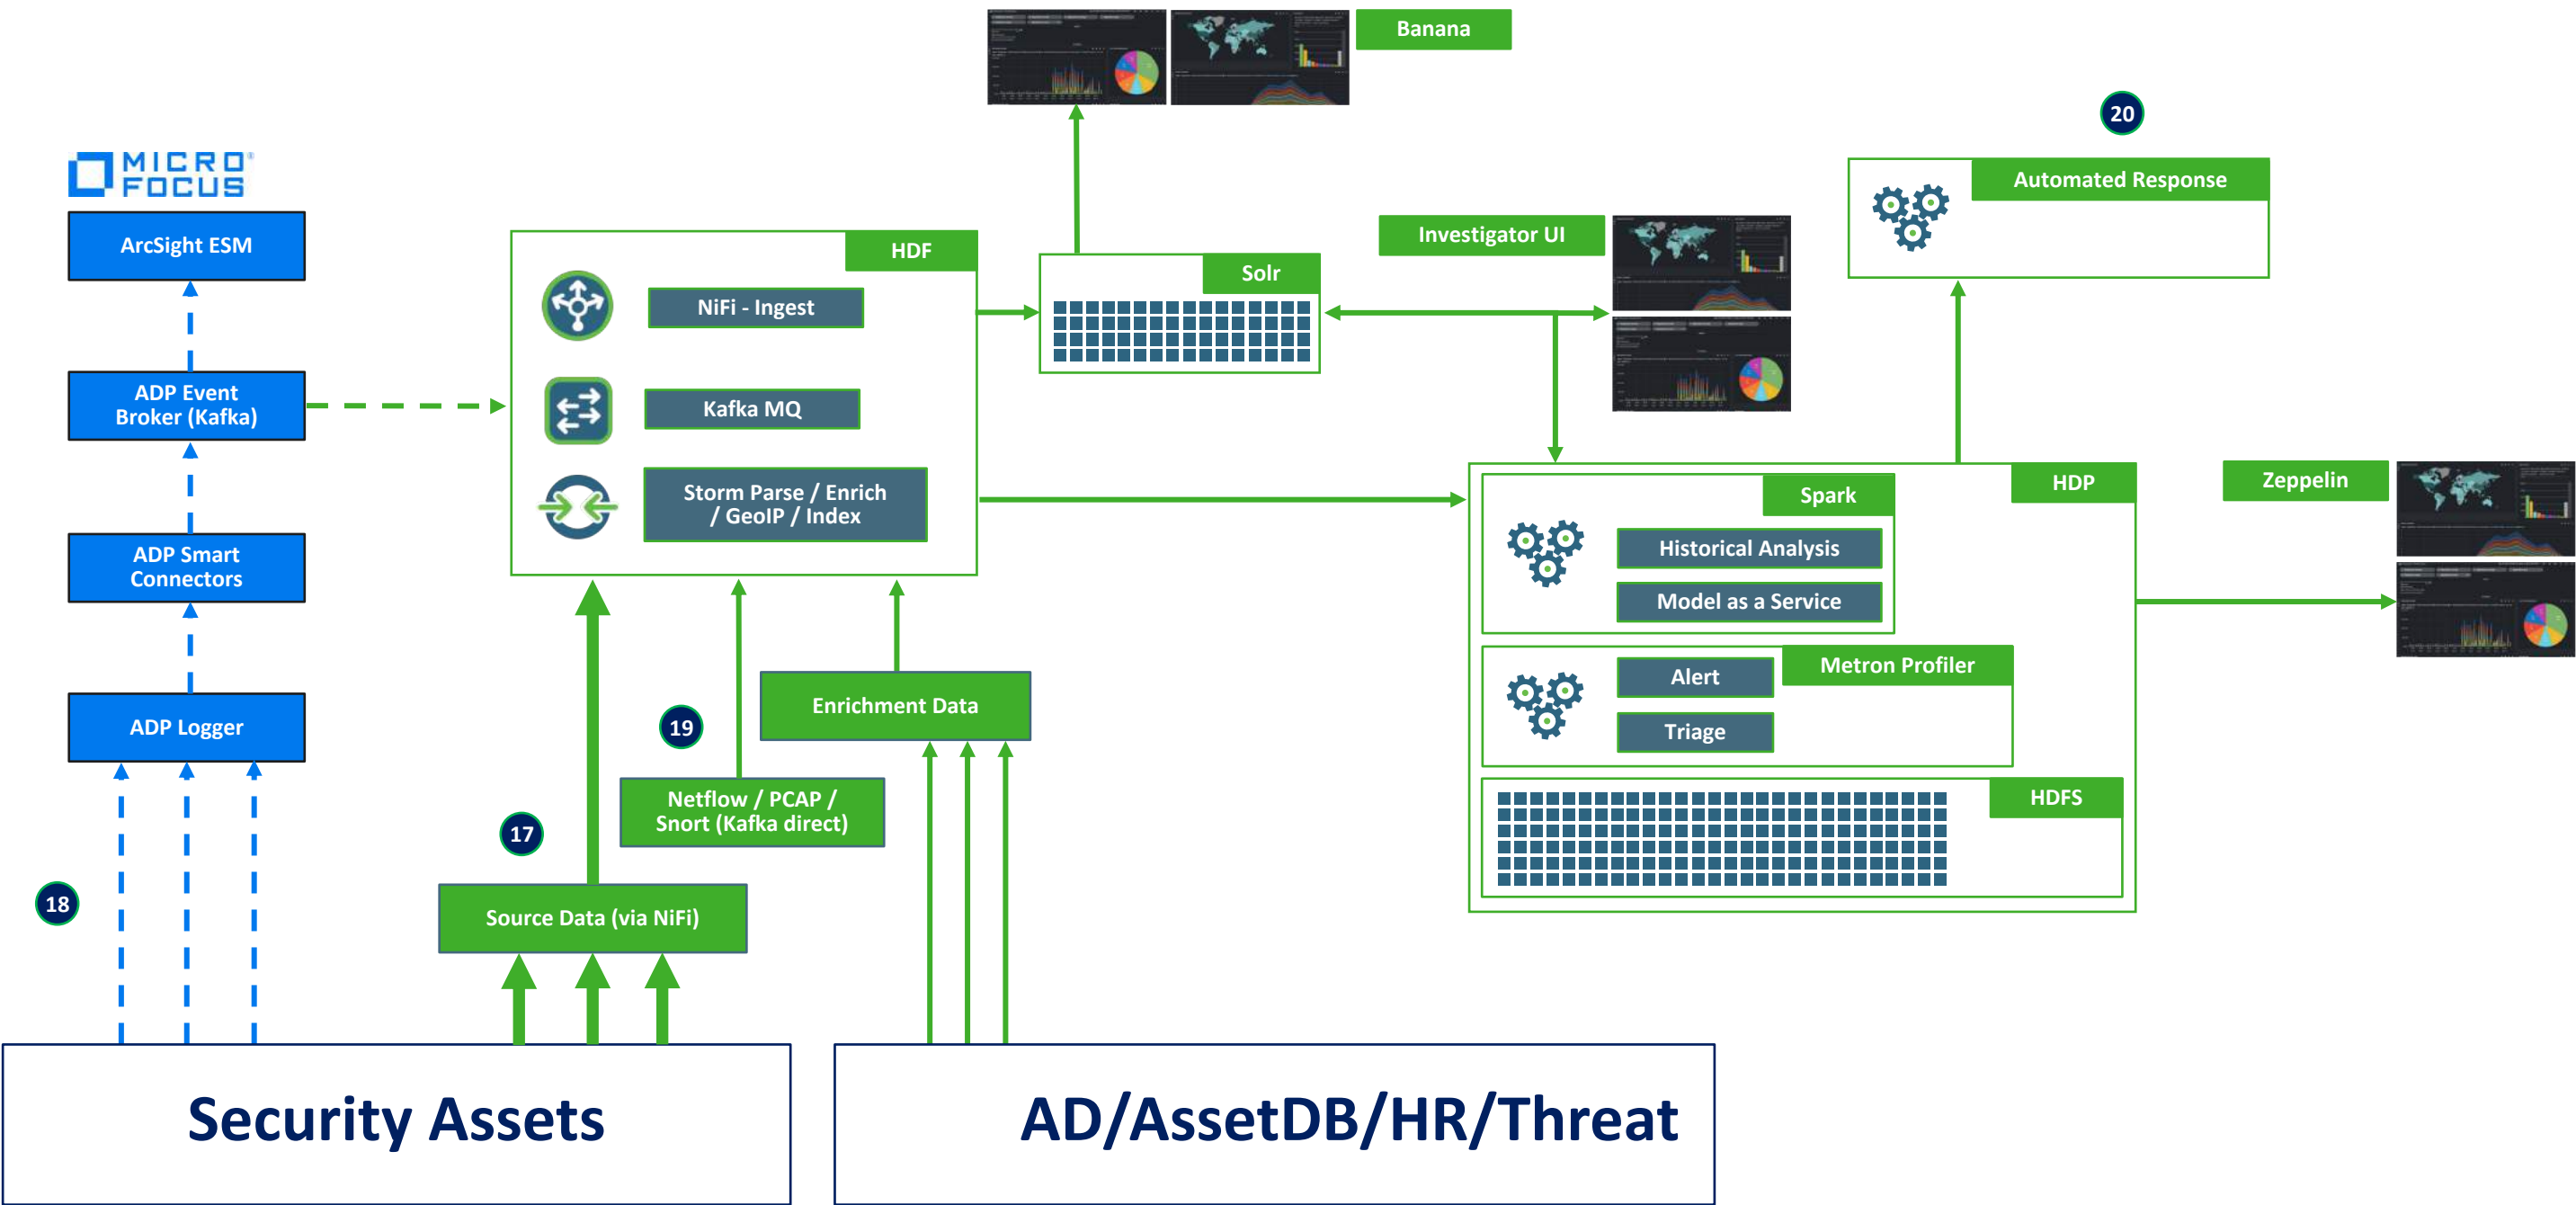 Banana
20
MICRO
FOCUS
Automated Response
ArcSight ESM
HDF
Investigator UI
Solr
NiFi - Ingest
ADP Event
Broker (Kafka)
Kafka MQ
Storm Parse / Enrich
/ GeoIP / Index
Spark
HDP
Zeppelin
ADP Smart
Connectors
Historical Analysis
Model as a Service
Metron Profiler
Alert
Enrichment Data
ADP Logger
19
Triage
Netflow / PCAP /
Snort (Kafka direct)
HDFS
17
18
Source Data (via NiFi)
Security Assets
AD/AssetDB/HR/Threat